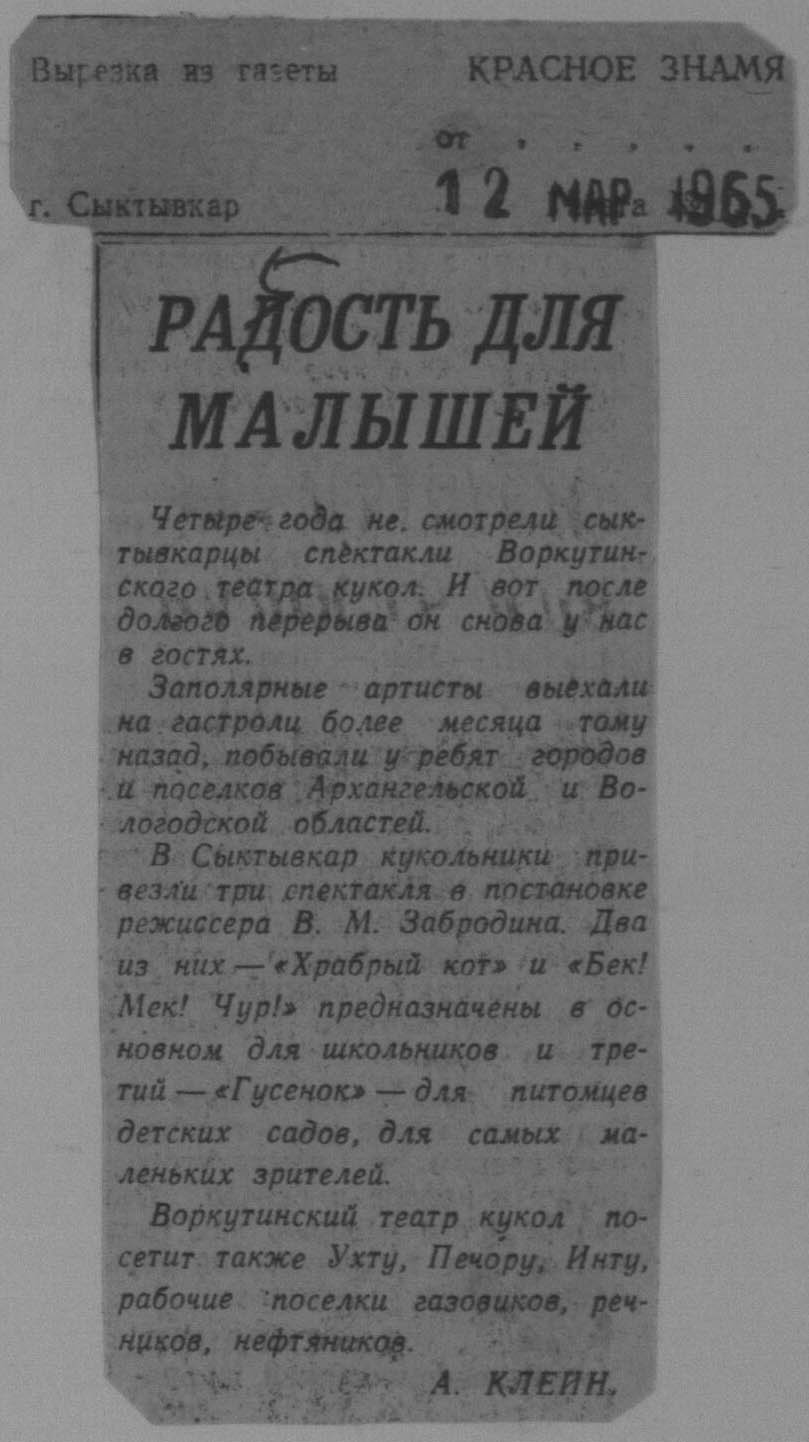 Вырезка из газеты КРАСНОЕ ЗНАМЯ
от . . . . .
г. Сыктывкар 12 МАР 1965
РАДОСТЬ ДЛЯ
МАЛЫШЕЙ
Четыре года не смотрели сык-
тывкарцы спектакли Воркутин-
ского театра кукол. И вот после
долгого перерыва он снова у нас
в гостях.
Заполярные артисты выехали
на гастроли более месяца тому
назад, побывали у ребят городов
и поселков Архангельской и Во-
логодской областей.
В Сыктывкар кукольники при-
везли три спектакля в постановке
режиссера В. М. Забродина. Два
из них — «Храбрый кот» и «Бек!
Мек! Чур!» предназначены в ос-
новном для школьников и тре-
тий — «Гусенок» — для питомцев
детских садов, для самых ма-
леньких зрителей.
Воркутинский театр кукол по-
сетит также Ухту, Печору, Инту,
рабочие поселки газовиков, реч-
ников, нефтяников.
А. КЛЕЙН.